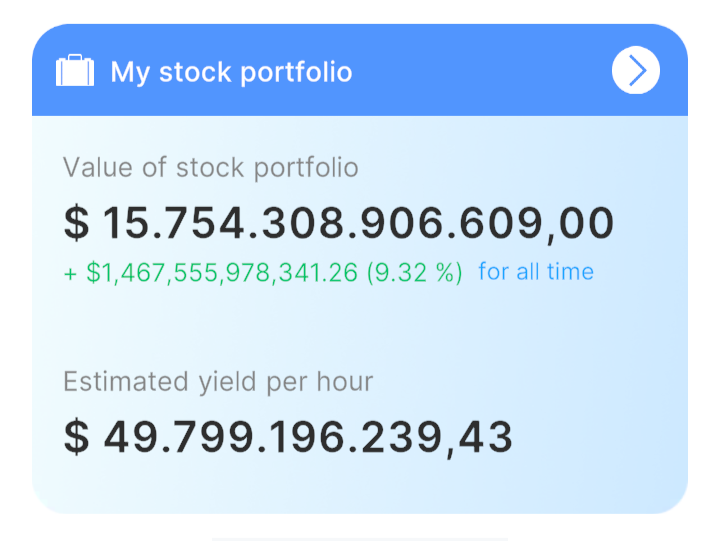 My stock portfolio
Value of stock portfolio
$ 15.754.308.906.609,00
+ $1,467,555,978,341.26 (9.32 %) for all time
Estimated yield per hour
$ 49.799.196.239,43